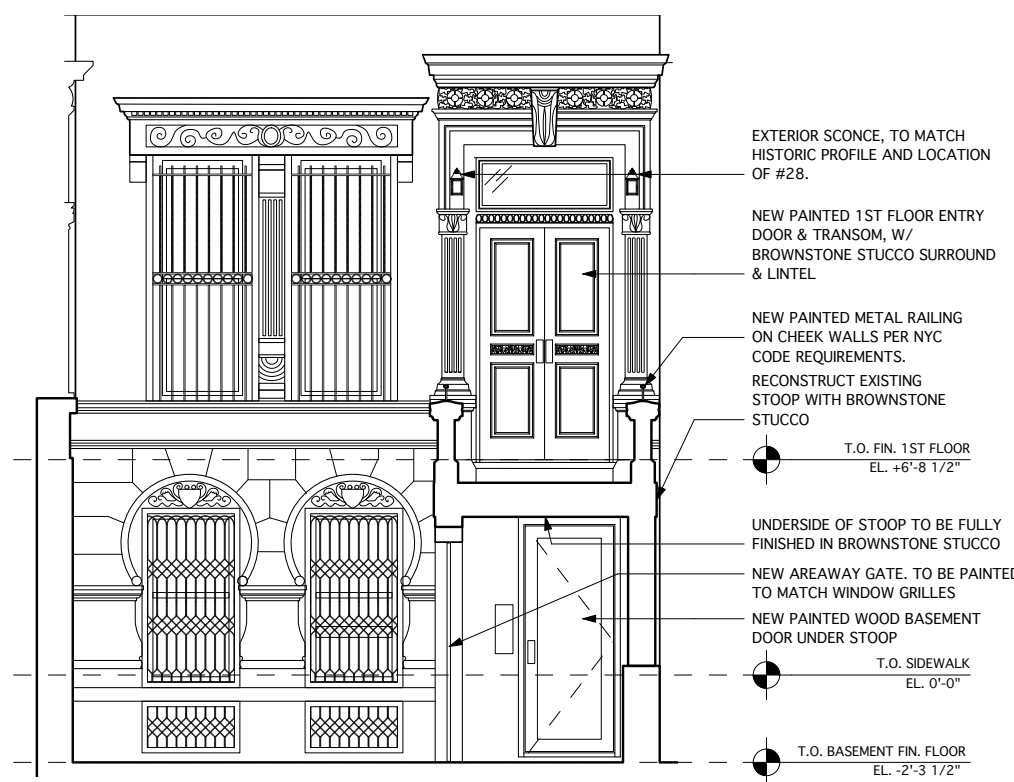 EXTERIOR SCONCE, TO MATCH
HISTORIC PROFILE AND LOCATION
OF #28.
NEW PAINTED 1ST FLOOR ENTRY
DOOR & TRANSOM, W/
BROWNSTONE STUCCO SURROUND
& LINTEL
NEW PAINTED METAL RAILING
ON CHEEK WALLS PER NYC
CODE REQUIREMENTS.
RECONSTRUCT EXISTING
STOOP WITH BROWNSTONE
STUCCO
T.O. FIN. 1ST FLOOR
EL. +6'-8 1/2"
UNDERSIDE OF STOOP TO BE FULLY
FINISHED IN BROWNSTONE STUCCO
NEW AREAWAY GATE. TO BE PAINTED
TO MATCH WINDOW GRILLES
NEW PAINTED WOOD BASEMENT
DOOR UNDER STOOP
T.O. SIDEWALK
EL. 0'-0"
T.O. BASEMENT FIN. FLOOR
EL. -2'-3 1/2"